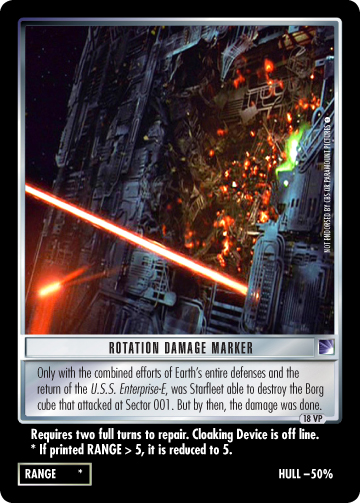 NOT ENDORSED BY CBS OR PARAMOUNT PICTURES
ROTATION DAMAGE MARKER
Only with the combined efforts of Earth's entire defenses and the
return of the U.S.S. Enterprise-E, was Starfleet able to destroy the Borg
cube that attacked at Sector 001. But by then, the damage was done.
18 VP
Requires two full turns to repair. Cloaking Device is off line.
* If printed RANGE > 5, it is reduced to 5.
RANGE *
HULL –50%